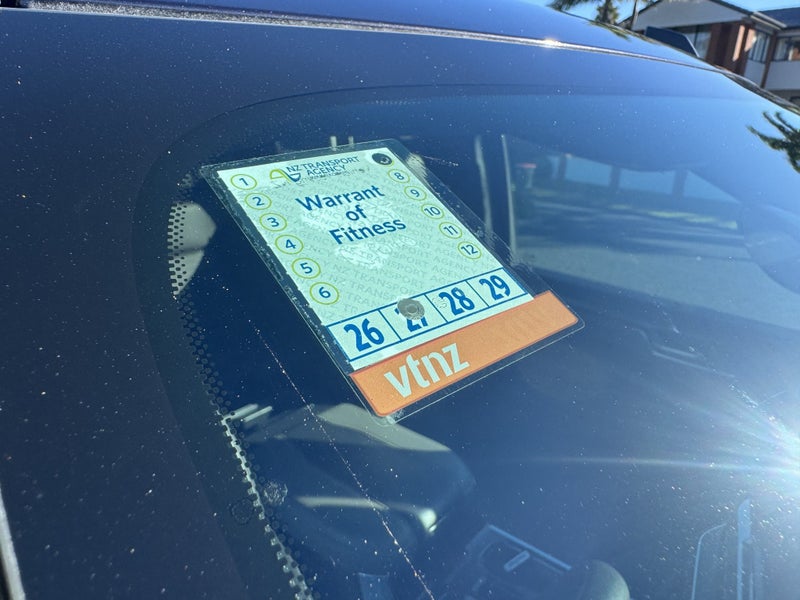 NZ TRANSPORT
AGENCY
Warrant
of
Fitness
1
2
3
4
5
6
8
9
10
11
12
26 27 28 29
vtnz